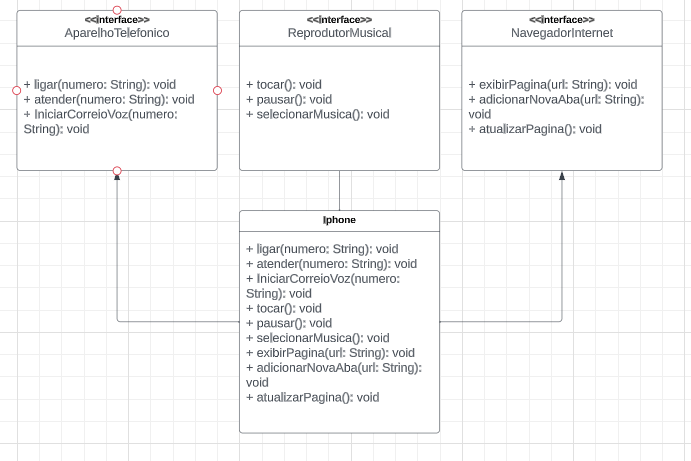 <<interface>>
AparelhoTelefonico
+ ligar(numero: String): void
+ atender(numero: String): void
+ IniciarCorreioVoz(numero:
String): void
<<interface>>
ReprodutorMusical
+ tocar(): void
+ pausar(): void
+ selecionarMusica(): void
<<interface>>
NavegadorInternet
+ exibirPagina(url: String): void
+ adicionarNovaAba(url: String):
void
+ atualizarPagina(): void
Iphone
+ ligar(numero: String): void
+ atender(numero: String): void
+ IniciarCorreioVoz(numero:
String): void
+ tocar(): void
+ pausar(): void
+ selecionarMusica(): void
+ exibirPagina(url: String): void
+ adicionarNovaAba(url: String):
void
+ atualizarPagina(): void